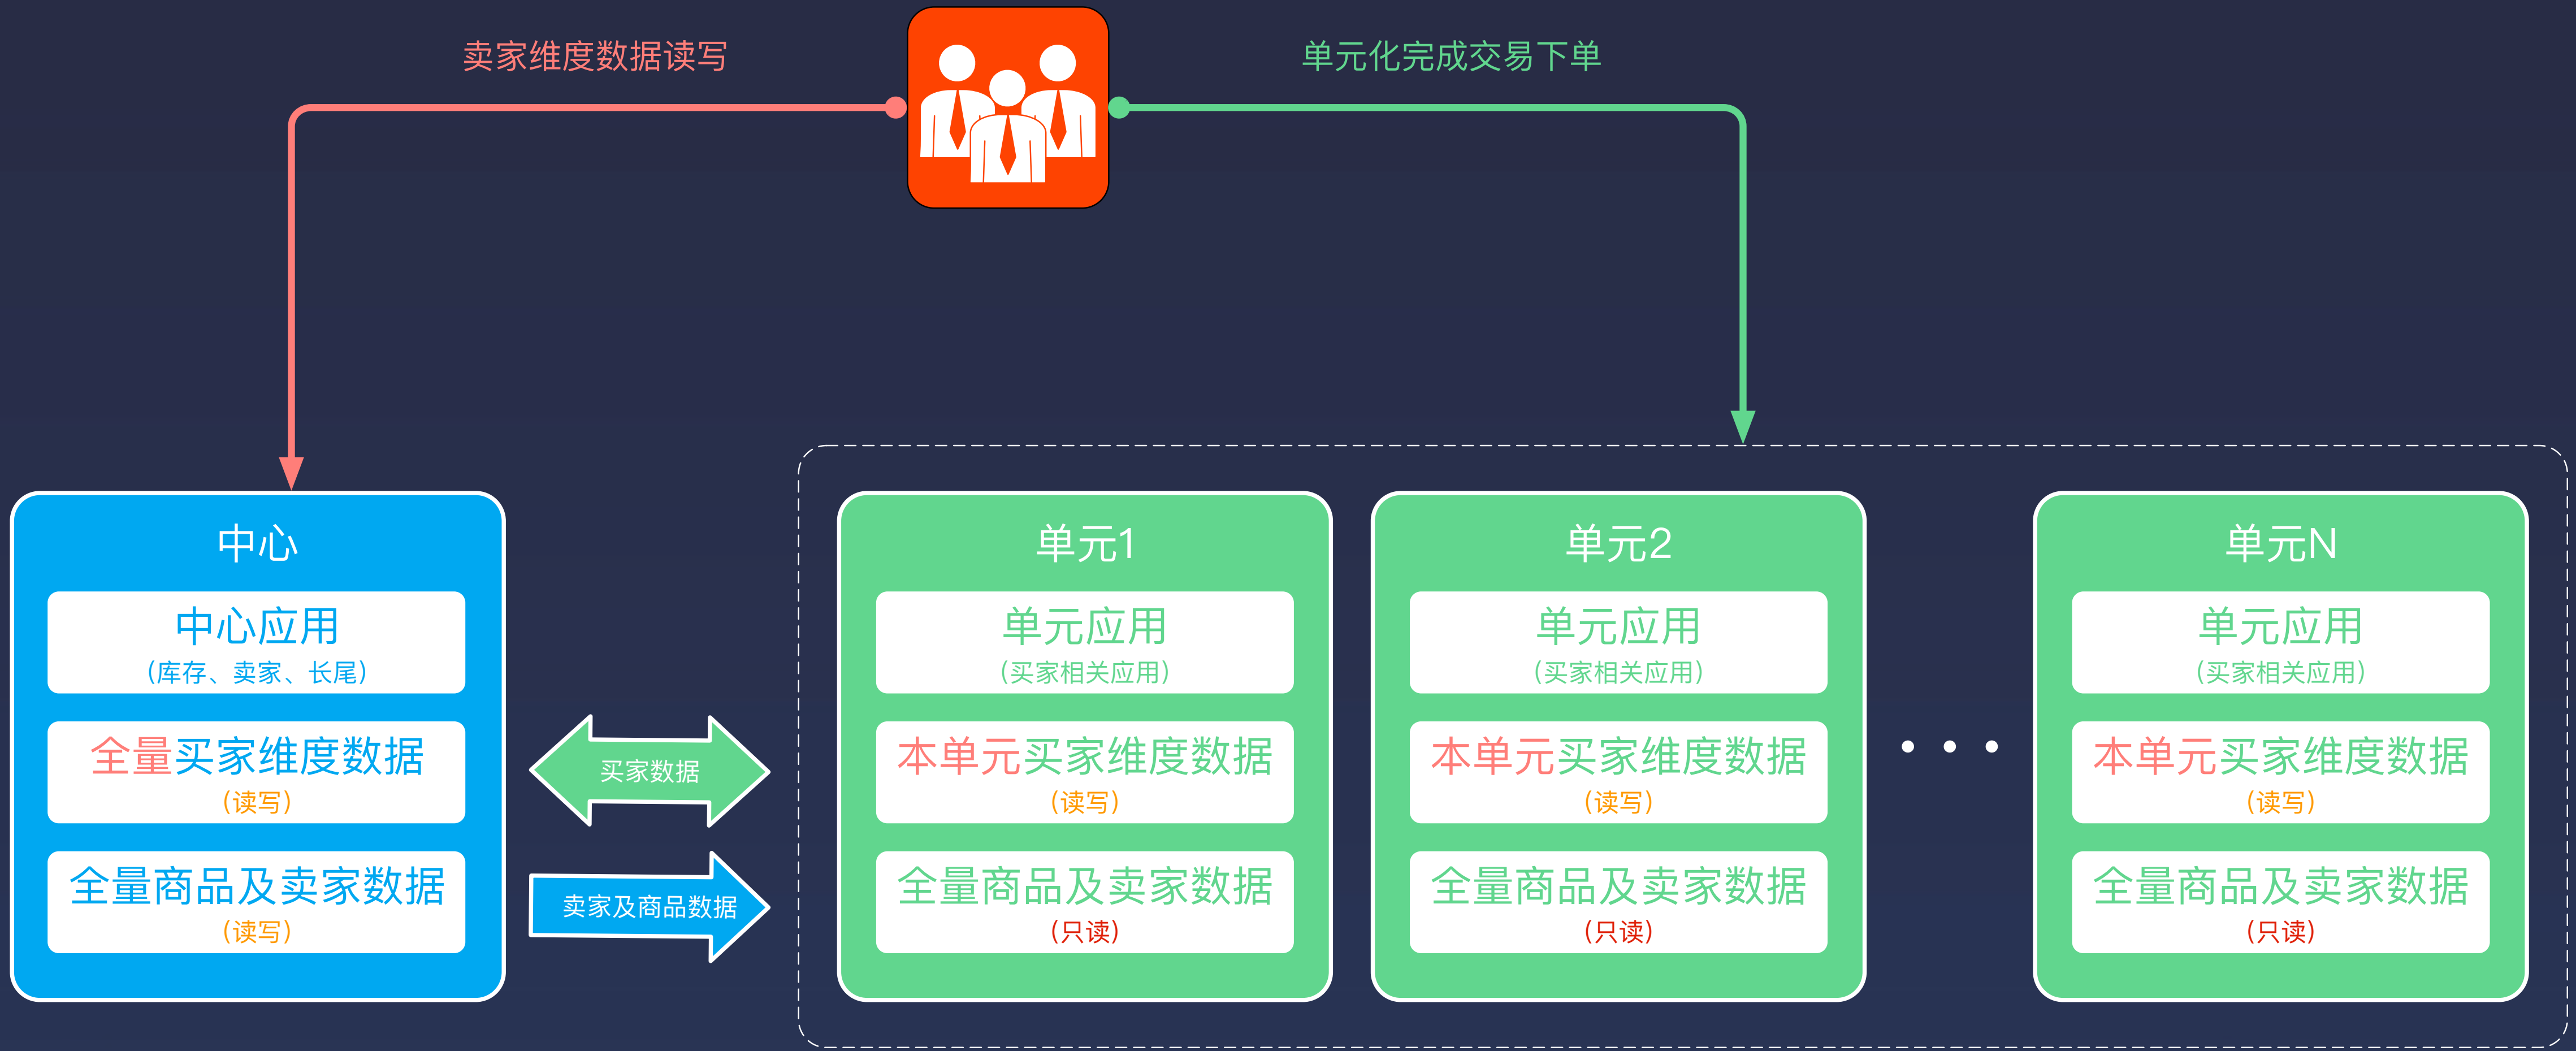 卖家维度数据读写
单元化完成交易下单
中心
中心应用
(库存、卖家、长尾)
全量买家维度数据
(读写)
全量商品及卖家数据
(读写)
买家数据
卖家及商品数据
单元1
单元应用
(买家相关应用)
本单元买家维度数据
(读写)
全量商品及卖家数据
(只读)
单元2
单元应用
(买家相关应用)
本单元买家维度数据
(读写)
全量商品及卖家数据
(只读)
单元N
单元应用
(买家相关应用)
本单元买家维度数据
(读写)
全量商品及卖家数据
(只读)